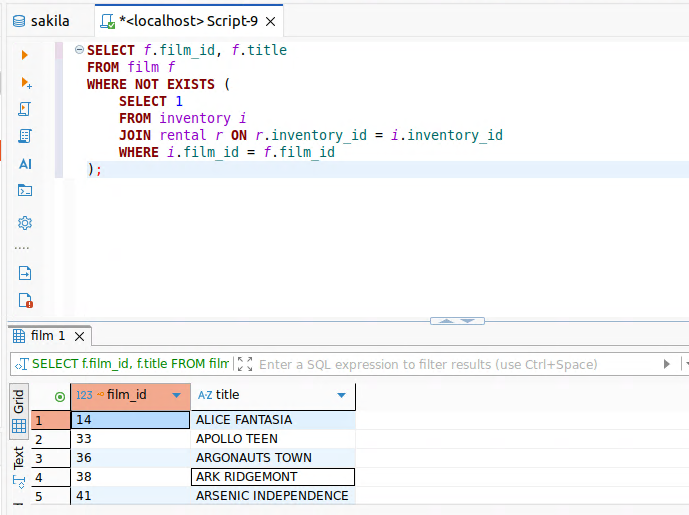 sakila
*<localhost> Script-9
SELECT f.film_id, f.title
FROM film f
WHERE NOT EXISTS (
SELECT 1
FROM inventory i
JOIN rental r ON r.inventory_id = i.inventory_id
WHERE i.film_id = f.film_id
);
AI
film 1
SELECT f.film_id, f.title FROM film
Enter a SQL expression to filter results (use Ctrl+Space)
Grid
Text
123 film_id A-Z title
1 14 ALICE FANTASIA
2 33 APOLLO TEEN
3 36 ARGONAUTS TOWN
4 38 ARK RIDGEMONT
5 41 ARSENIC INDEPENDENCE